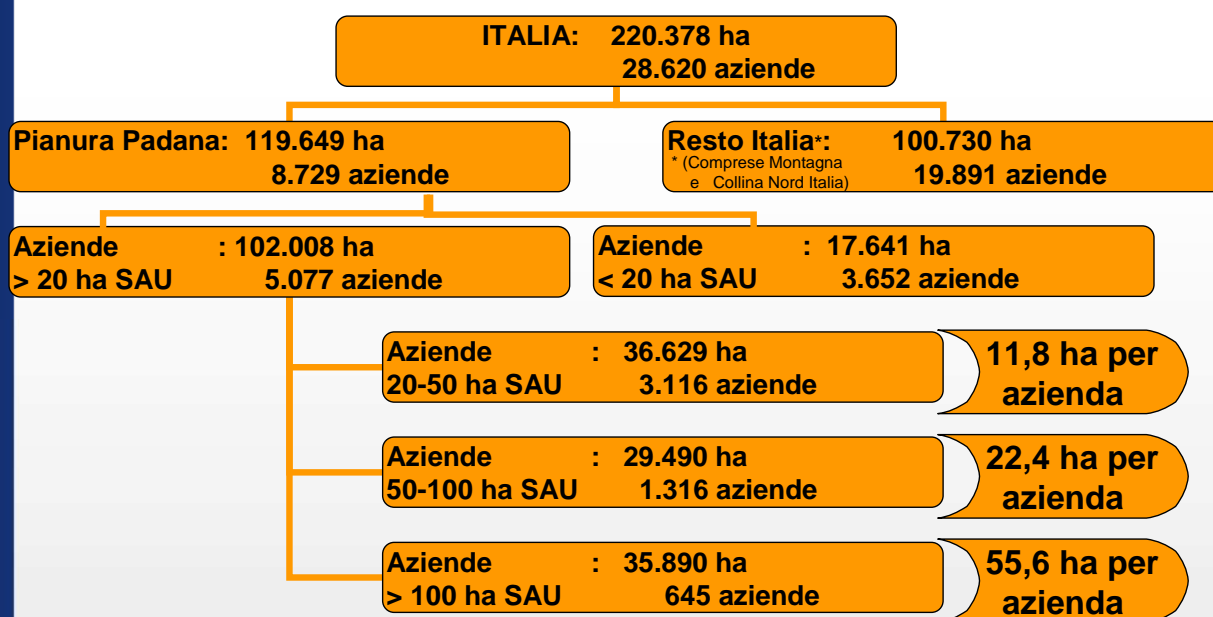 ITALIA: 220.378 ha
28.620 aziende
Pianura Padana: 119.649 ha
8.729 aziende
Resto Italia*: 100.730 ha
* (Comprese Montagna
e Collina Nord Italia) 19.891 aziende
Aziende : 102.008 ha
> 20 ha SAU 5.077 aziende
Aziende : 17.641 ha
< 20 ha SAU 3.652 aziende
Aziende : 36.629 ha
20-50 ha SAU 3.116 aziende
11,8 ha per
azienda
Aziende : 29.490 ha
50-100 ha SAU 1.316 aziende
22,4 ha per
azienda
Aziende : 35.890 ha
> 100 ha SAU 645 aziende
55,6 ha per
azienda